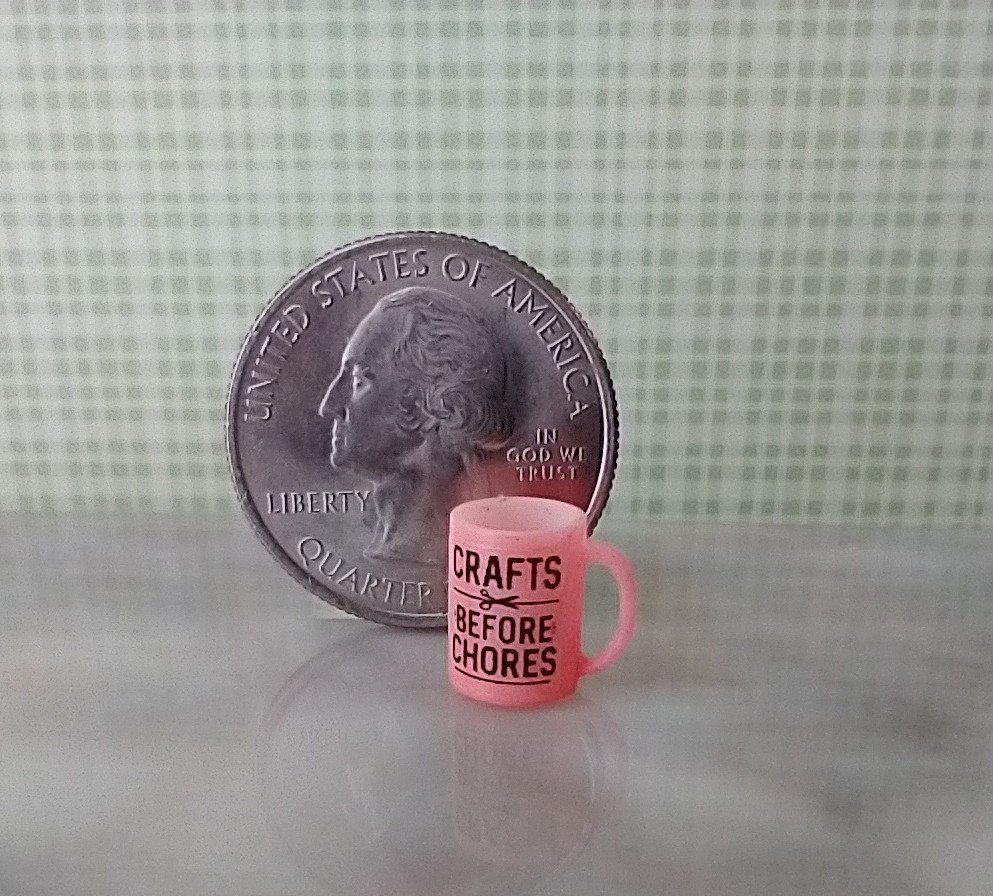 UNITED STATES OF AMERICA
IN
GOD WE
TRUST
LIBERTY
QUARTER
CRAFTS
BEFORE
CHORES